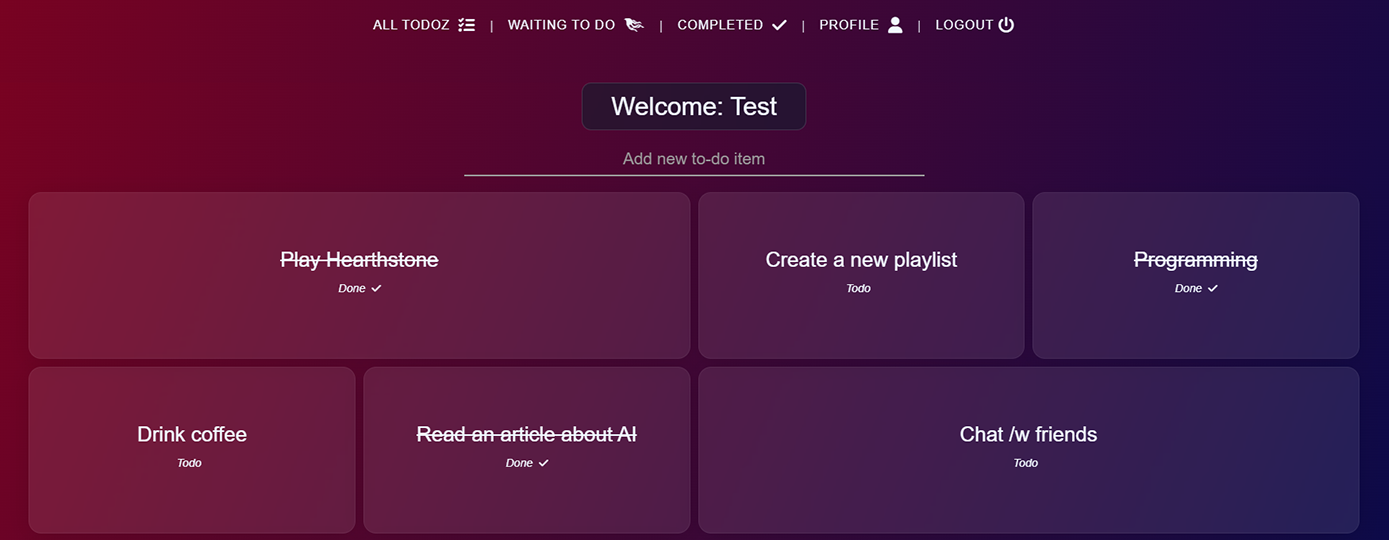 ALL TODOZ | WAITING TO DO | COMPLETED | PROFILE | LOGOUT
Welcome: Test
Add new to-do item
Play Hearthstone
Done
Create a new playlist
Todo
Programming
Done
Drink coffee
Todo
Read an article about AI
Done
Chat /w friends
Todo